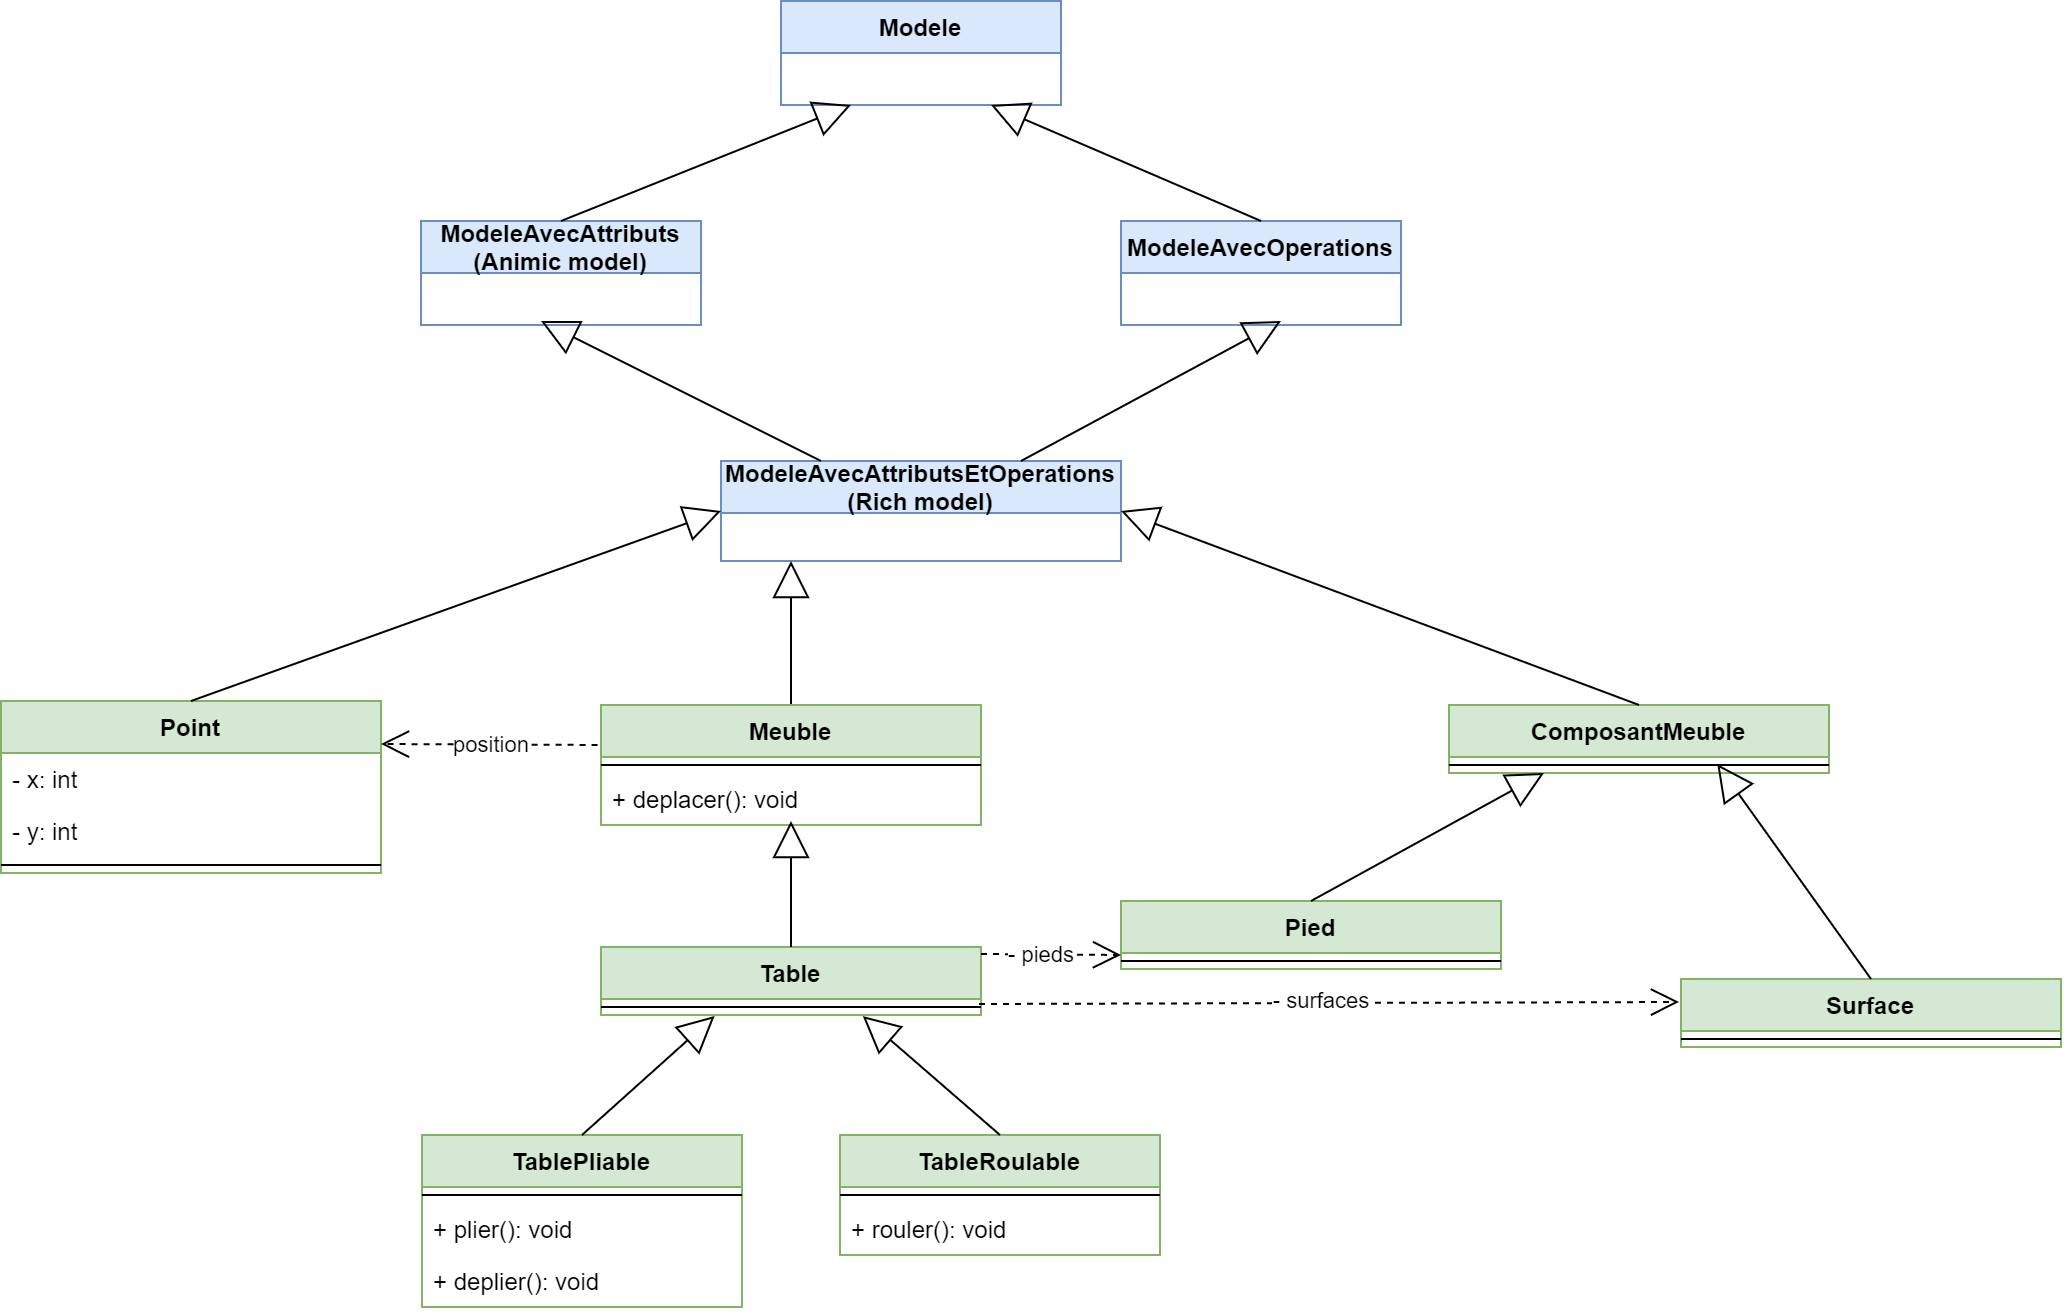 Modele
ModeleAvecAttributs
(Animic model)
ModeleAvecOperations
ModeleAvecAttributsEtOperations
(Rich model)
Point
- x: int
- y: int
position
Meuble
+ deplacer(): void
ComposantMeuble
Table
- pieds
Pied
- surfaces
Surface
TablePliable
+ plier(): void
+ deplier(): void
TableRoulable
+ rouler(): void